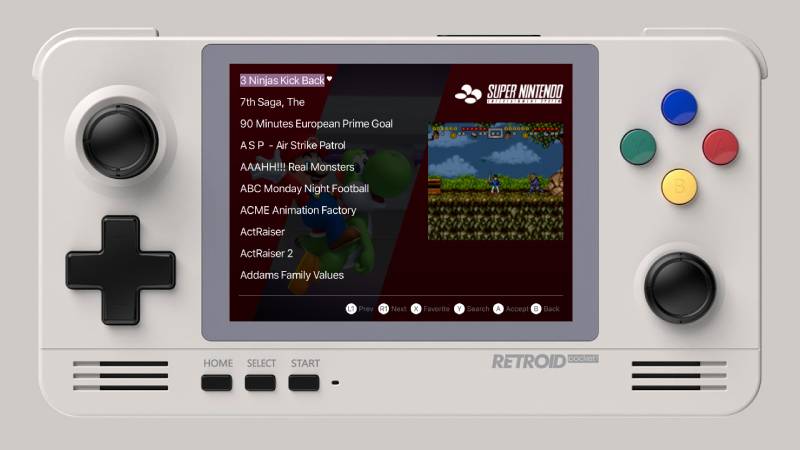 3 Ninjas Kick Back
7th Saga, The
90 Minutes European Prime Goal
A S P - Air Strike Patrol
AAAHH!!! Real Monsters
ABC Monday Night Football
ACME Animation Factory
ActRaiser
ActRaiser 2
Addams Family Values
SUPER NINTENDO
ENTERTAINMENT SYSTEM
L1 Prev R1 Next X Favorite Y Search A Accept B Back
B
HOME SELECT START
RETROID pocket